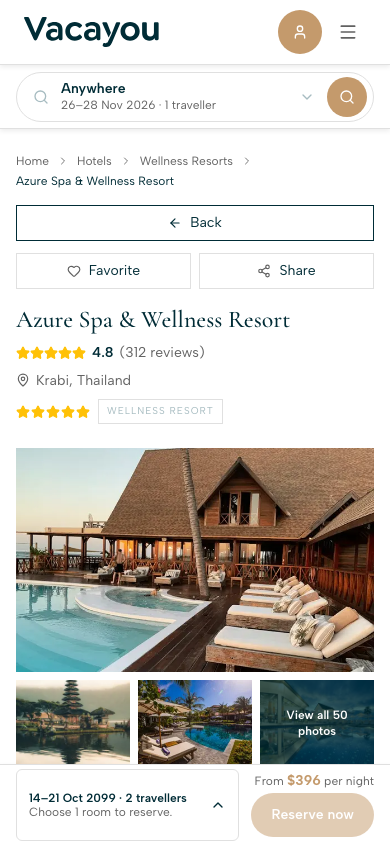 Vacayou
Anywhere
26–28 Nov 2026 · 1 traveller
Home > Hotels > Wellness Resorts >
Azure Spa & Wellness Resort
← Back
Favorite
Share
Azure Spa & Wellness Resort
4.8 (312 reviews)
Krabi, Thailand
WELLNESS RESORT
View all 50
photos
14–21 Oct 2099 · 2 travellers
Choose 1 room to reserve.
From $396 per night
Reserve now